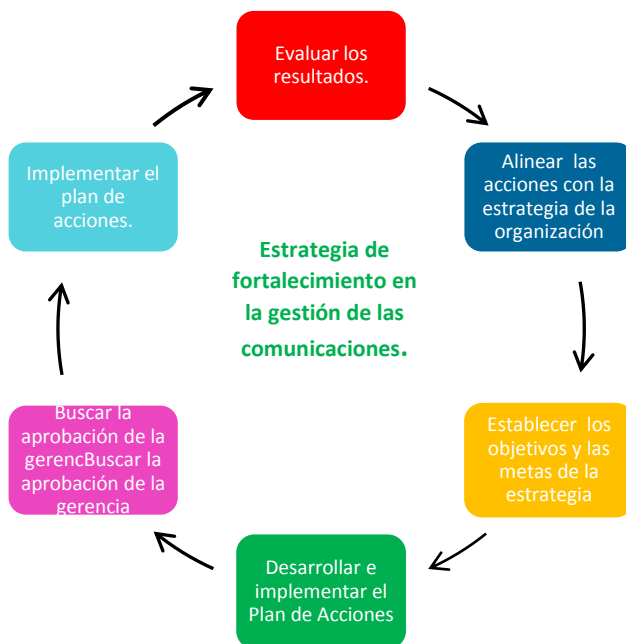 Evaluar los
resultados.
Alinear las
acciones con la
estrategia de la
organización
Establecer los
objetivos y las
metas de la
estrategia
Desarrollar e
implementar el
Plan de Acciones
Buscar la
aprobación de la
gerencBuscar la
aprobación de la
gerencia
Implementar el
plan de
acciones.
Estrategia de
fortalecimiento en
la gestión de las
comunicaciones.